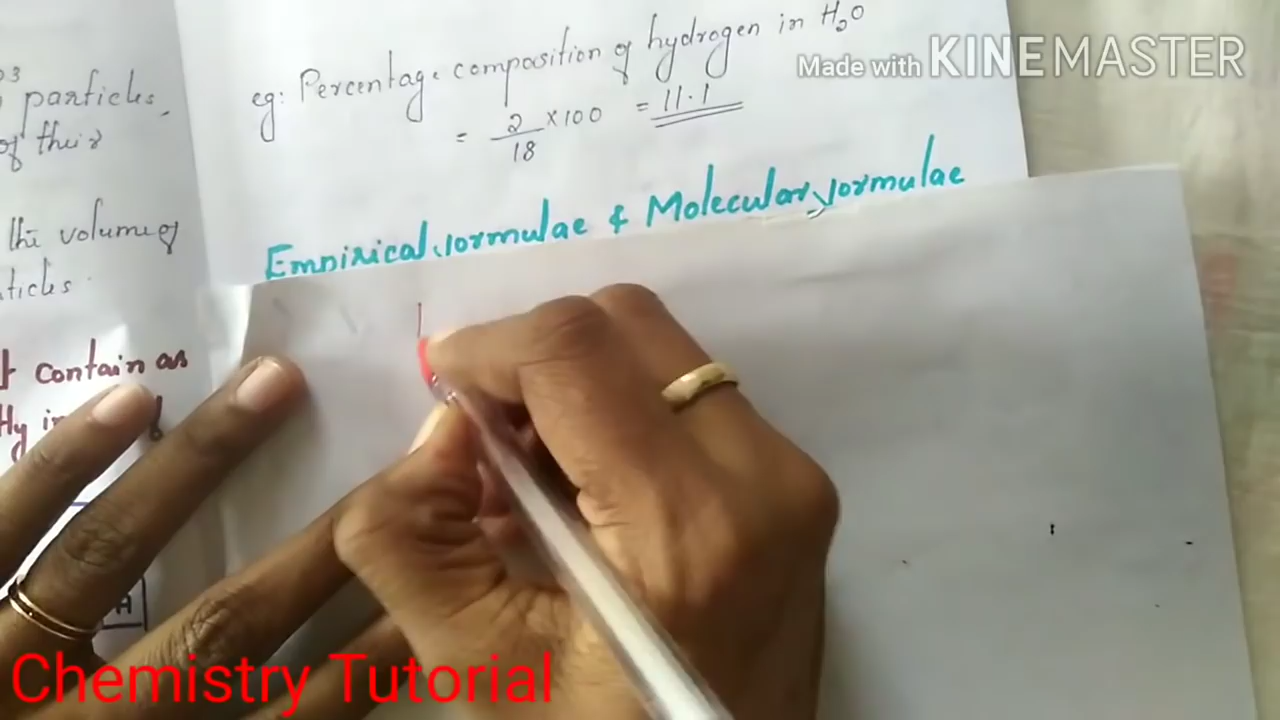 eg: Percentage composition of hydrogen in H₂O
= 2/18 ×100 = 11.1
Empirical formulae & Molecular formulae
particles
of their
the volume of
contain as
A
Made with KINEMASTER
Chemistry Tutorial